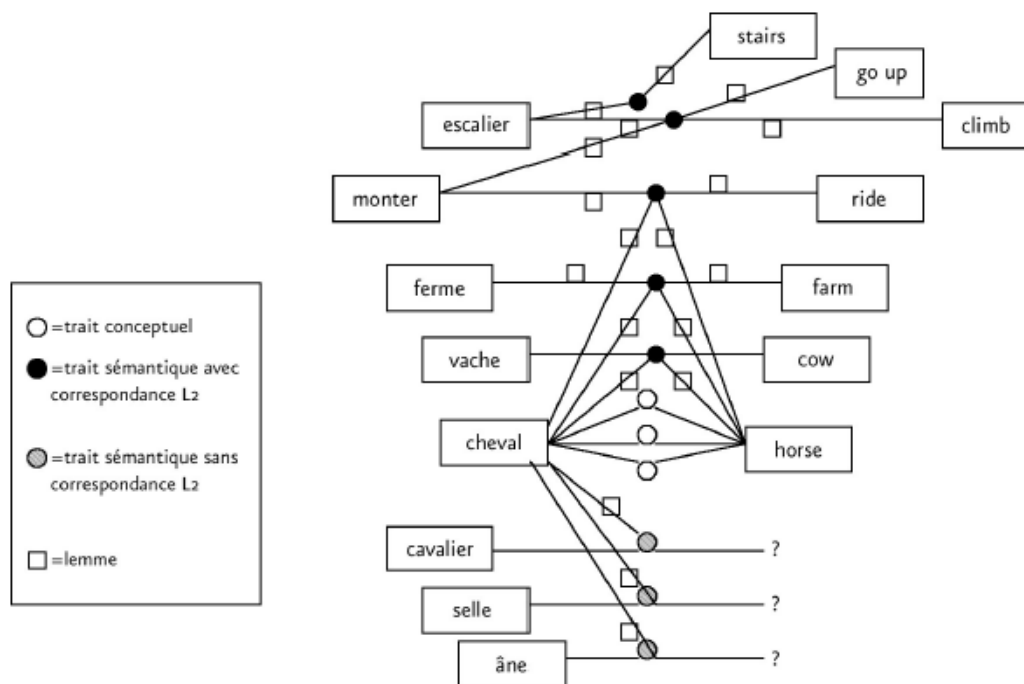 stairs
go up
escalier
climb
monter
ride
ferme
farm
vache
cow
cheval
horse
cavalier
?
selle
?
âne
?
=trait conceptuel
=trait sémantique avec
correspondance L2
=trait sémantique sans
correspondance L2
=lemme